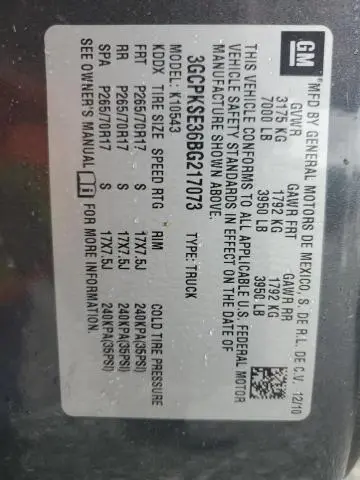 GM
MFD BY GENERAL MOTORS DE MEXICO, S. DE R.L. DE C.V. 12/10
GVWR GAWR FRT GAWR RR
3175 KG 1792 KG 1792 KG
7000 LB 3950 LB 3950 LB
THIS VEHICLE CONFORMS TO ALL APPLICABLE U.S. FEDERAL MOTOR
VEHICLE SAFETY STANDARDS IN EFFECT ON THE DATE OF
MANUFACTURE SHOWN ABOVE.
3GCPKSE36BG217073 TYPE: TRUCK
MODEL: K10543
KDDX TIRE SIZE SPEED RTG RIM COLD TIRE PRESSURE
FRT P265/70R17 S 17X7.5J 240KPA(35PSI)
RR P265/70R17 S 17X7.5J 240KPA(35PSI)
SPA P265/70R17 S 17X7.5J 240KPA(35PSI)
SEE OWNER'S MANUAL FOR MORE INFORMATION.